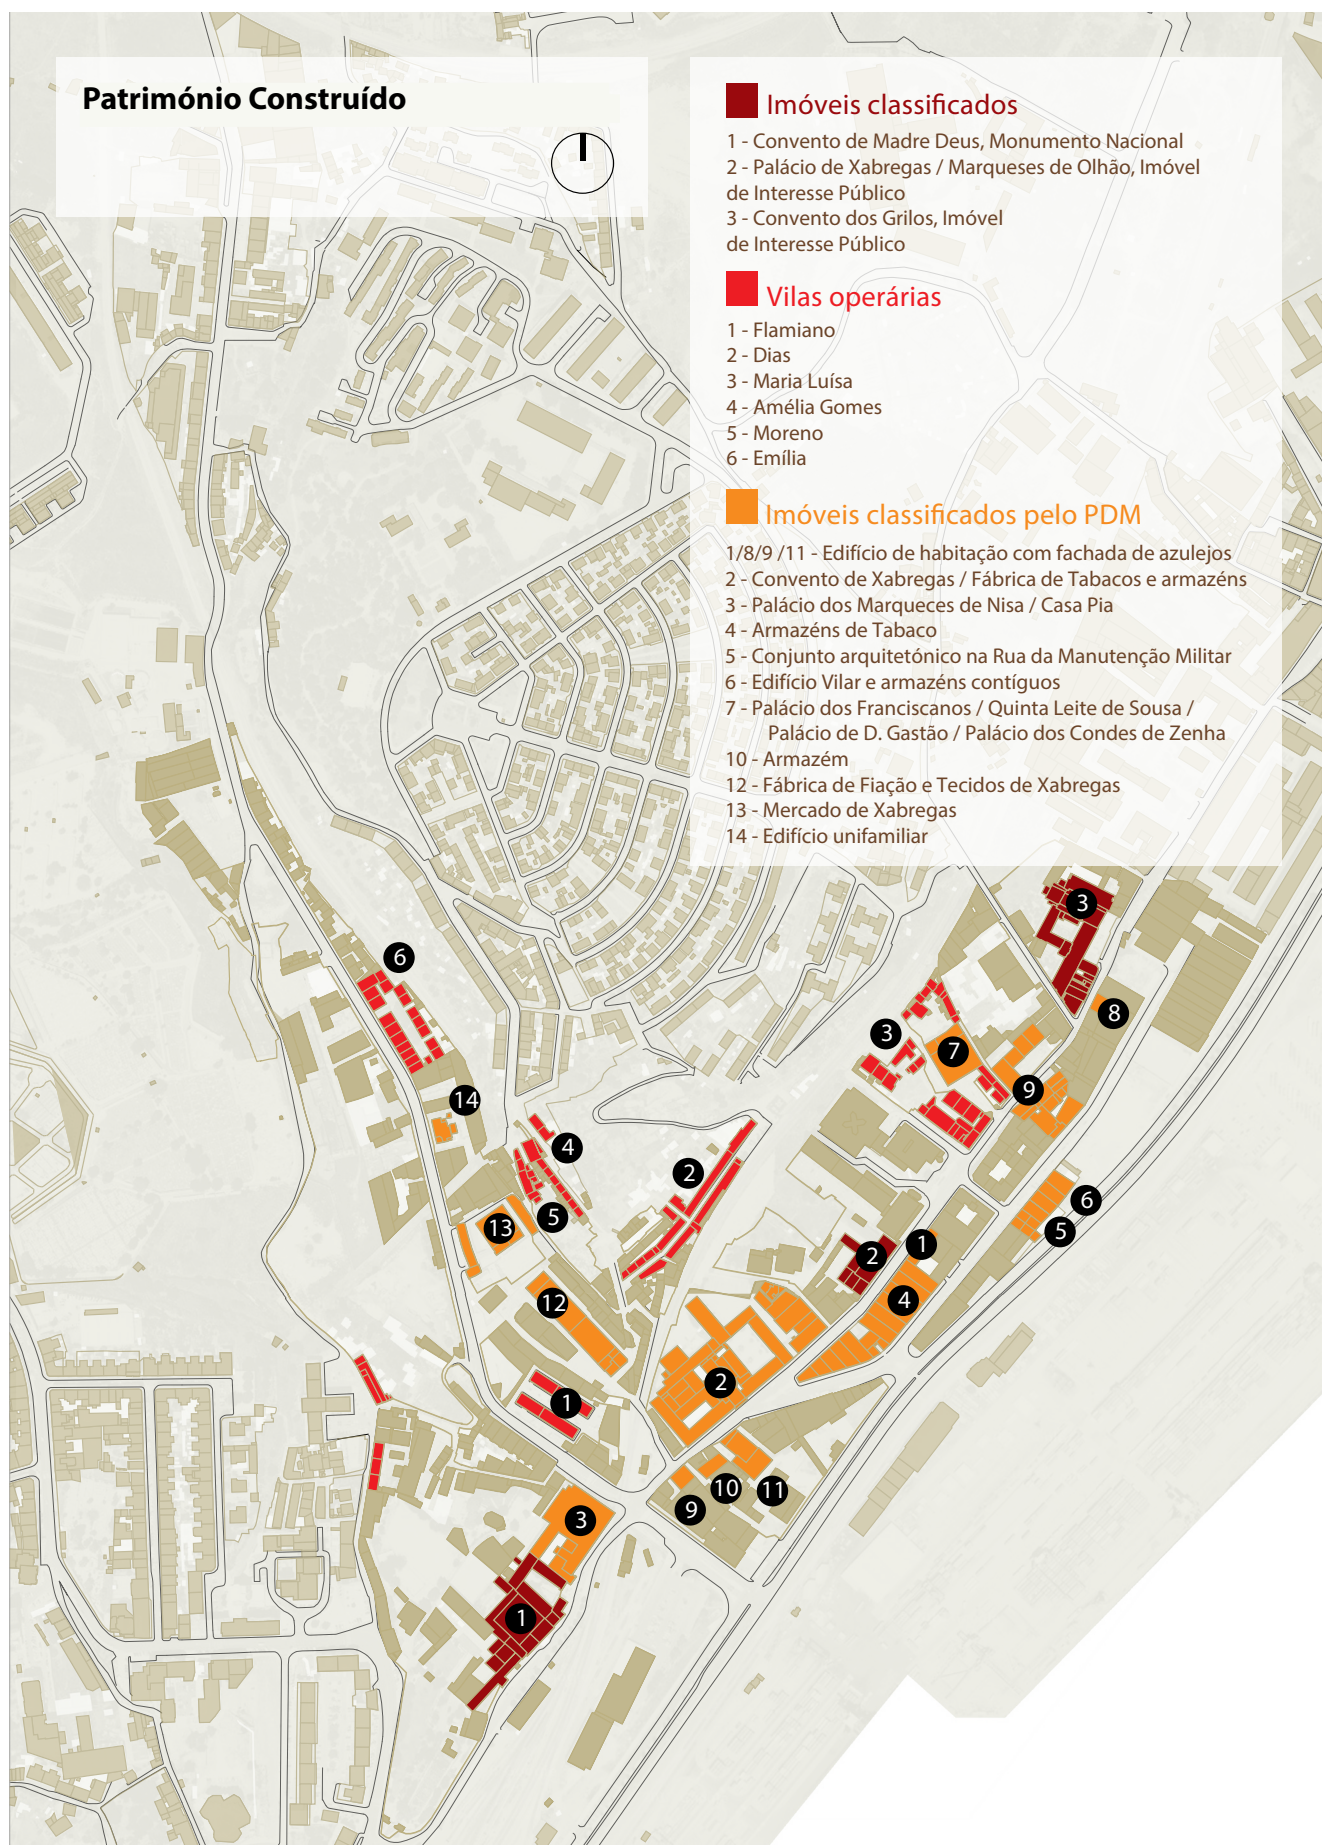 Património Construído
Imóveis classificados
1 - Convento de Madre Deus, Monumento Nacional
2 - Palácio de Xabregas / Marqueses de Olhão, Imóvel
de Interesse Público
3 - Convento dos Grilos, Imóvel
de Interesse Público
Vilas operárias
1 - Flamiano
2 - Dias
3 - Maria Luísa
4 - Amélia Gomes
5 - Moreno
6 - Emília
Imóveis classificados pelo PDM
1/8/9 /11 - Edifício de habitação com fachada de azulejos
2 - Convento de Xabregas / Fábrica de Tabacos e armazéns
3 - Palácio dos Marqueces de Nisa / Casa Pia
4 - Armazéns de Tabaco
5 - Conjunto arquitetónico na Rua da Manutenção Militar
6 - Edifício Vilar e armazéns contíguos
7 - Palácio dos Franciscanos / Quinta Leite de Sousa /
Palácio de D. Gastão / Palácio dos Condes de Zenha
10 - Armazém
12 - Fábrica de Fiação e Tecidos de Xabregas
13 - Mercado de Xabregas
14 - Edifício unifamiliar
3
6
8
3
7
9
14
4
2
6
5
13
5
1
2
12
4
2
1
10
11
9
3
1